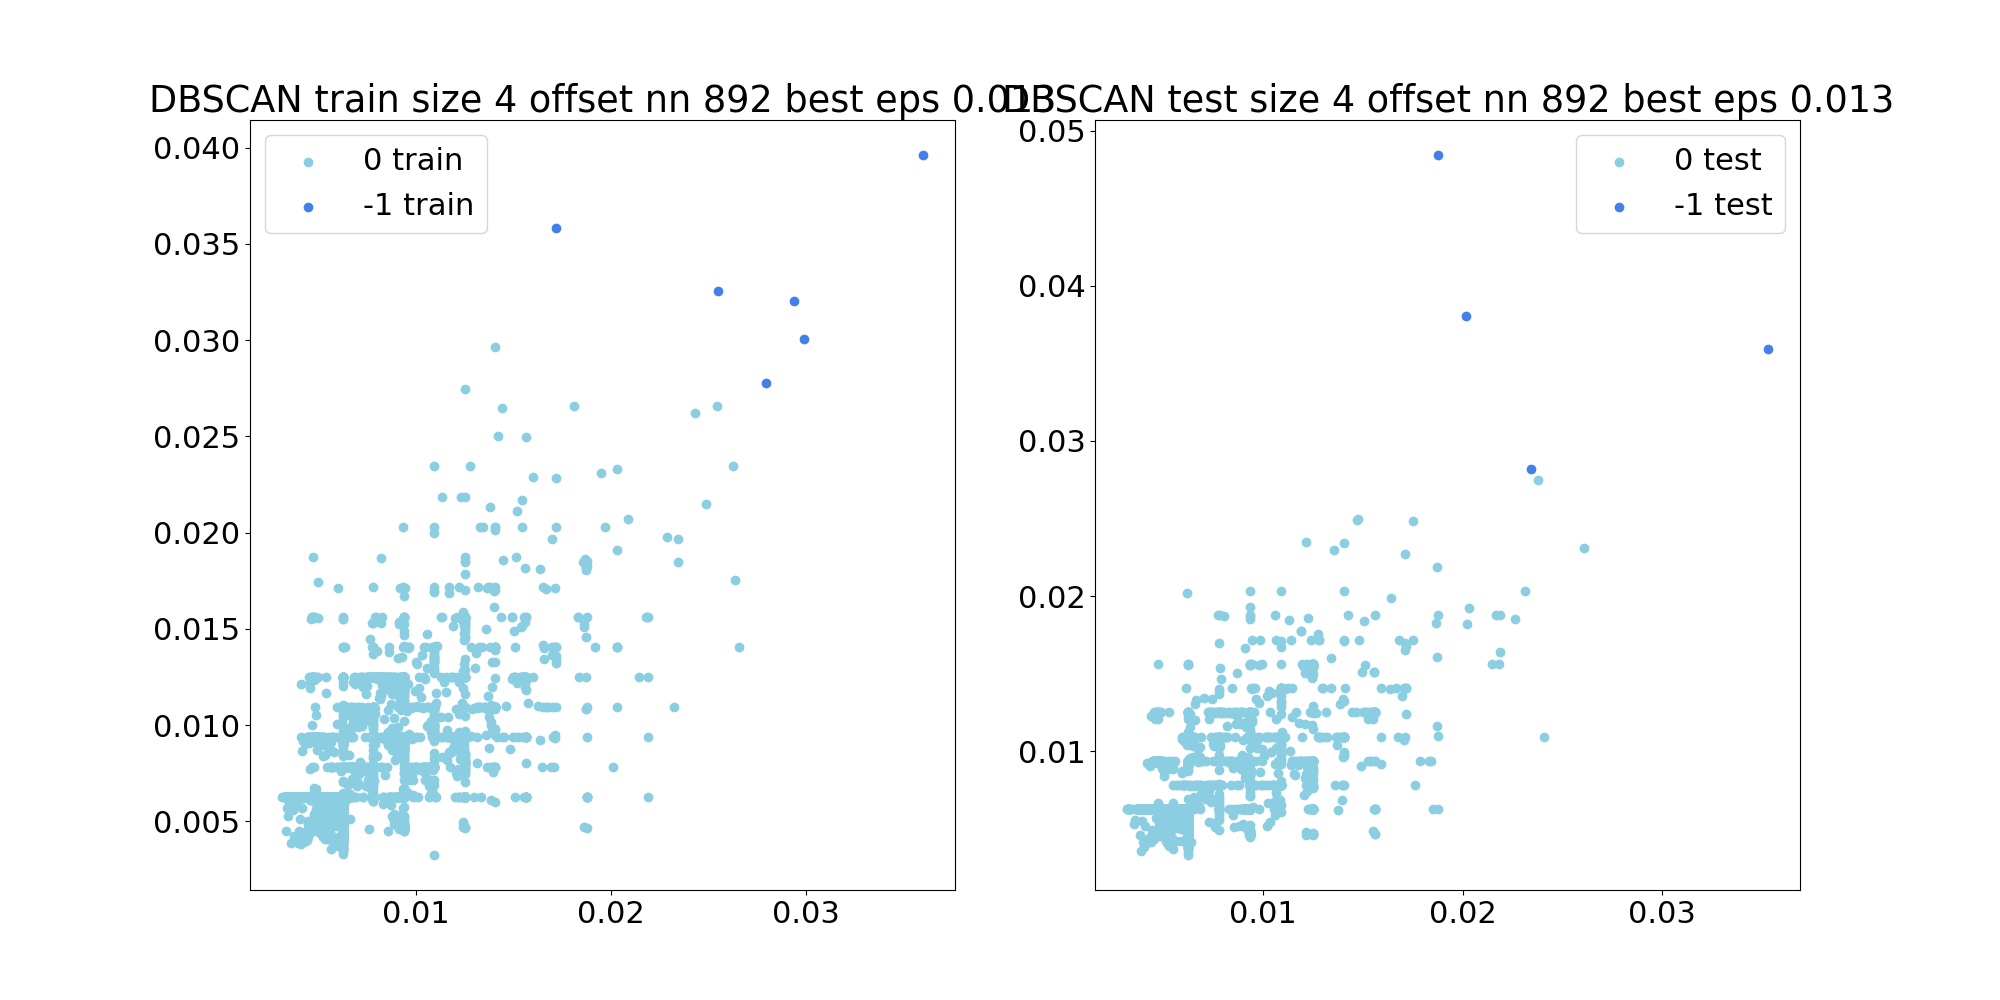 DBSCAN train size 4 offset nn 892 best eps 0.013
0 train
-1 train
0.040
0.035
0.030
0.025
0.020
0.015
0.010
0.005
0.01 0.02 0.03
DBSCAN test size 4 offset nn 892 best eps 0.013
0 test
-1 test
0.05
0.04
0.03
0.02
0.01
0.01 0.02 0.03